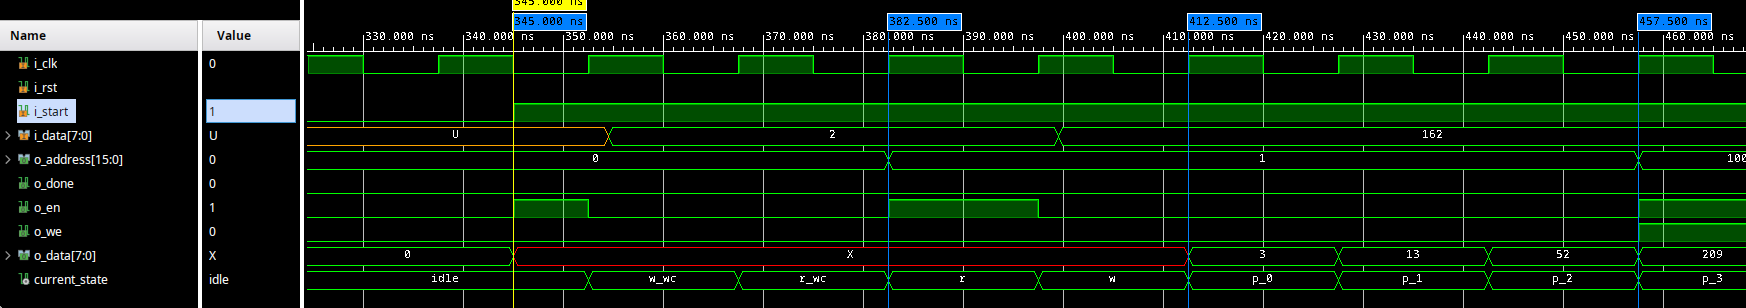 345.000 ns
345.000 ns 382.500 ns 412.500 ns 457.500 ns
Name Value
330.000 ns 340.000 ns 350.000 ns 360.000 ns 370.000 ns 380.000 ns 390.000 ns 400.000 ns 410.000 ns 420.000 ns 430.000 ns 440.000 ns 450.000 ns 460.000 ns
i_clk 0
i_rst
i_start 1
i_data[7:0] U U 2 162
o_address[15:0] 0 0 1 100
o_done 0
o_en 1
o_we 0
o_data[7:0] X 0 X 3 13 52 209
current_state idle idle w_wc r_wc r w p_0 p_1 p_2 p_3